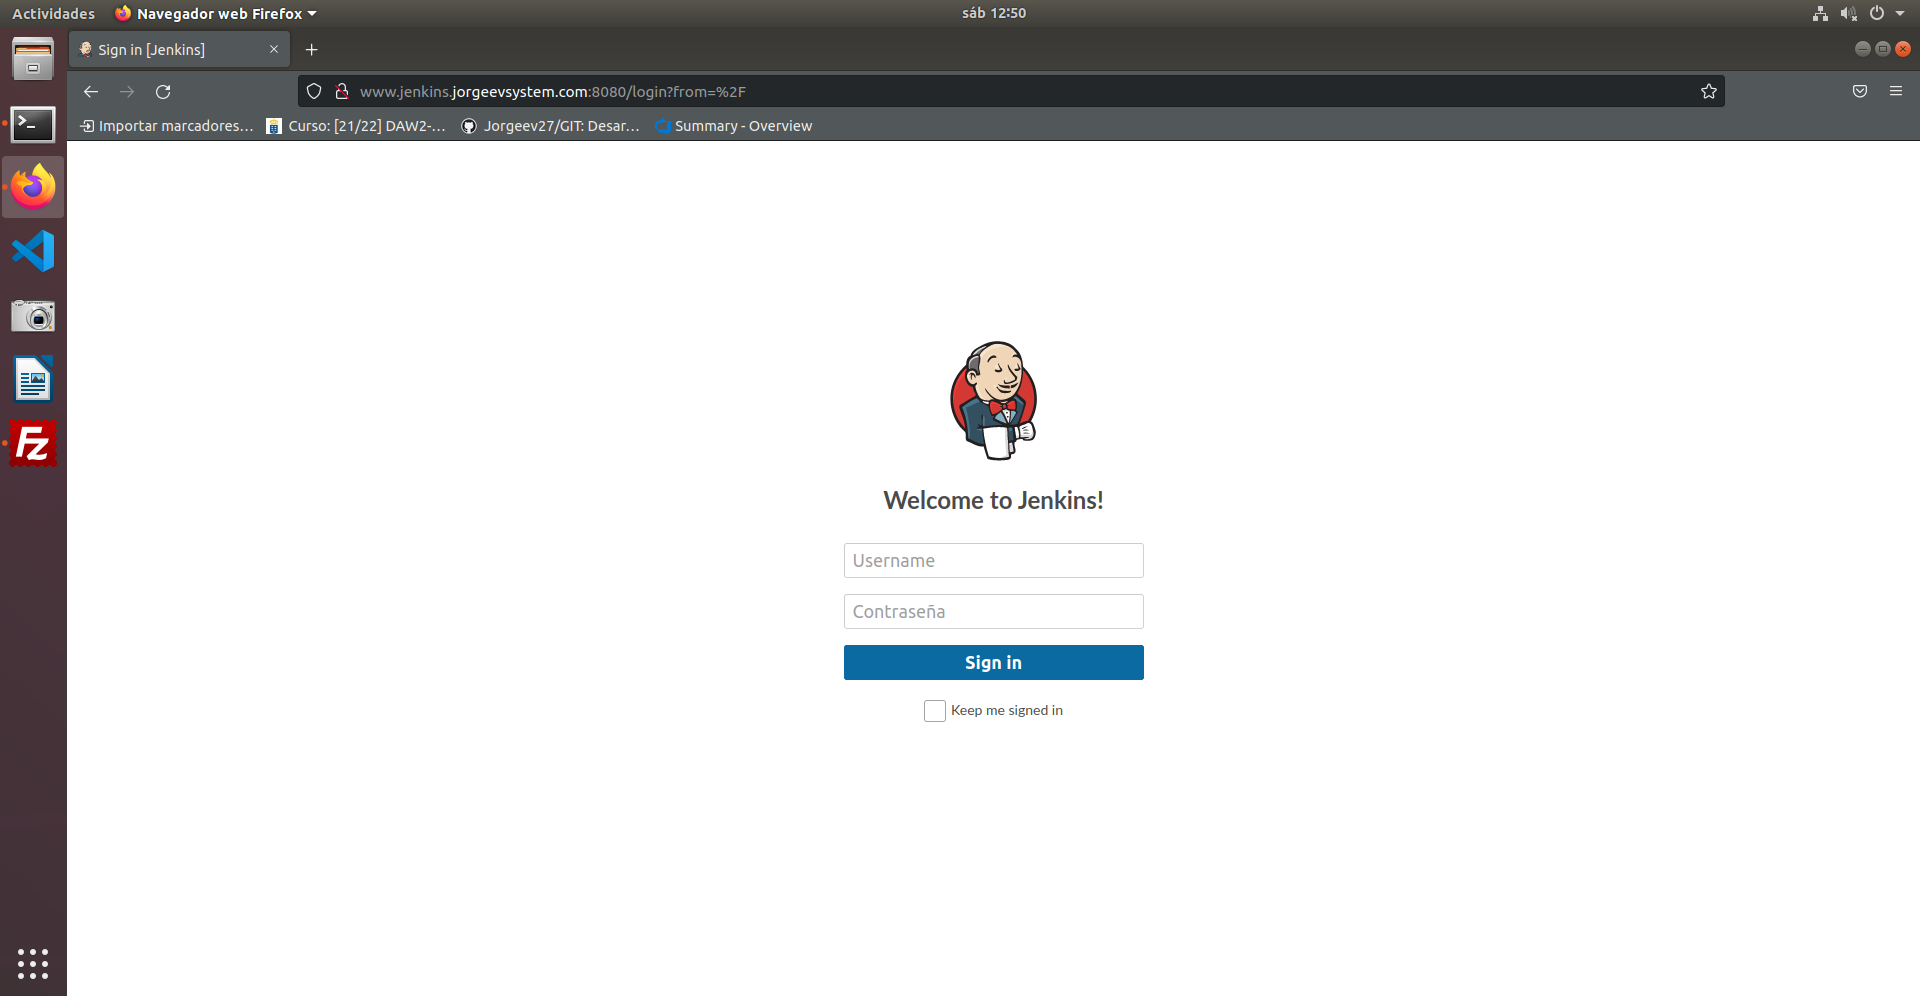 Actividades
Navegador web Firefox
sáb 12:50
Sign in [Jenkins]
www.jenkins.jorgeevsystem.com:8080/login?from=%2F
Importar marcadores...
Curso: [21/22] DAW2-...
Jorgeev27/GIT: Desar...
Summary - Overview
Welcome to Jenkins!
Username
Contraseña
Sign in
Keep me signed in
Fz